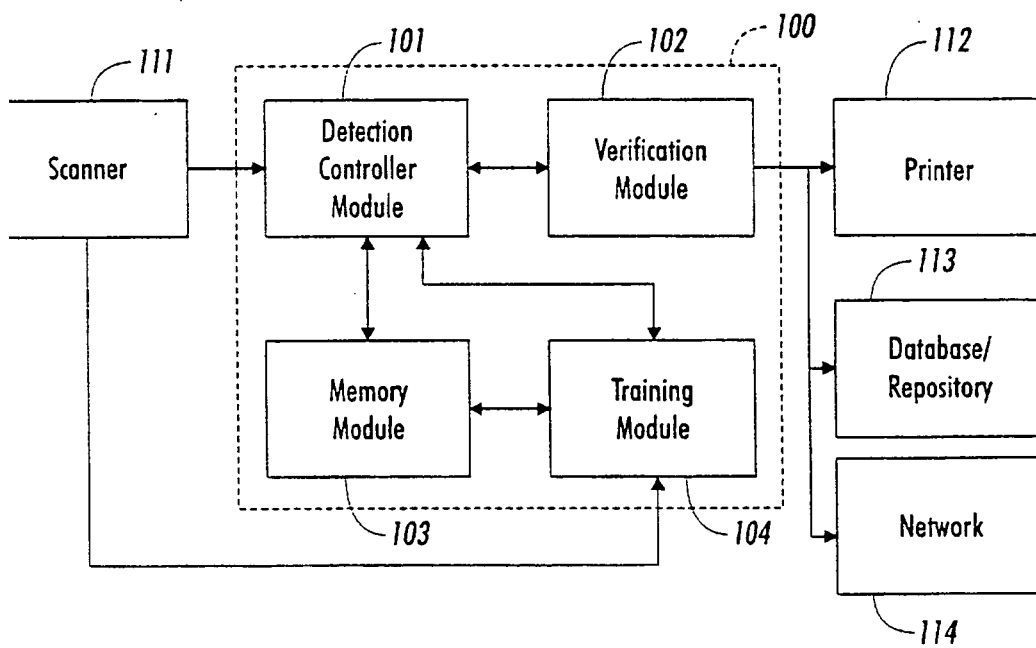 100
111
101
102
112
Scanner
Detection
Controller
Module
Verification
Module
Printer
113
Memory
Module
Training
Module
Database/
Repository
103
104
Network
114